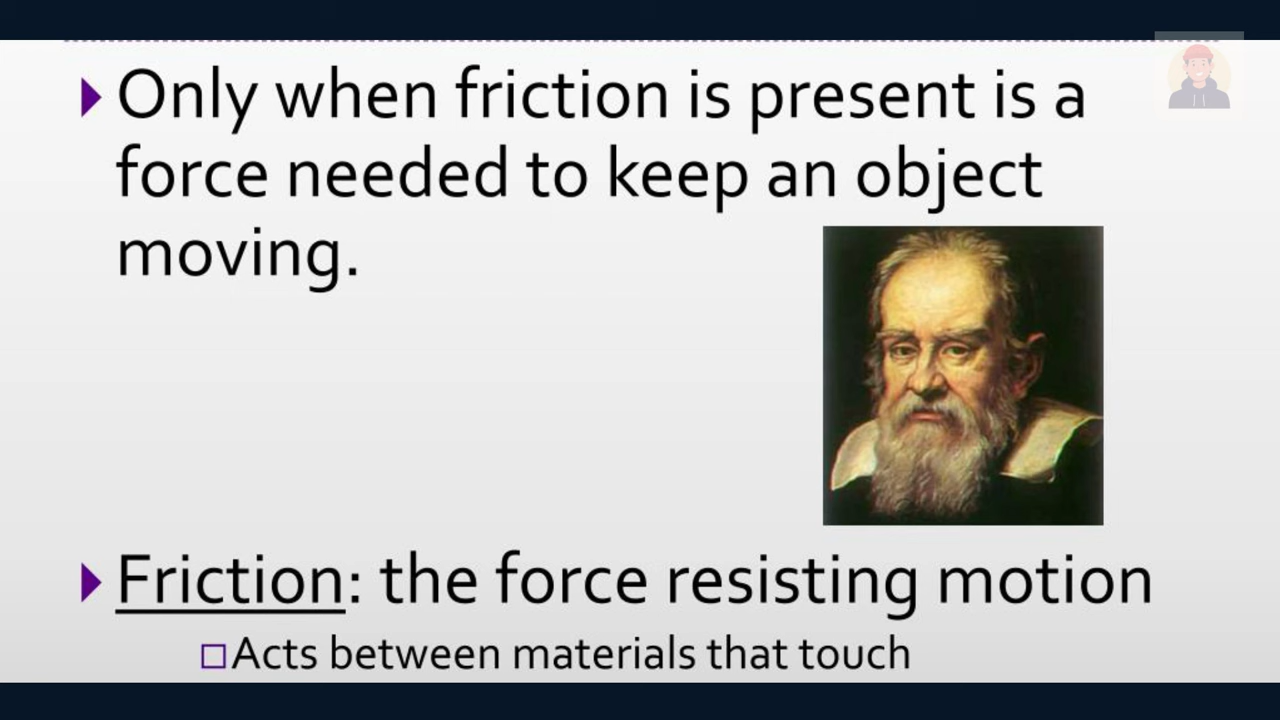 Only when friction is present is a
force needed to keep an object
moving.
Friction: the force resisting motion
Acts between materials that touch